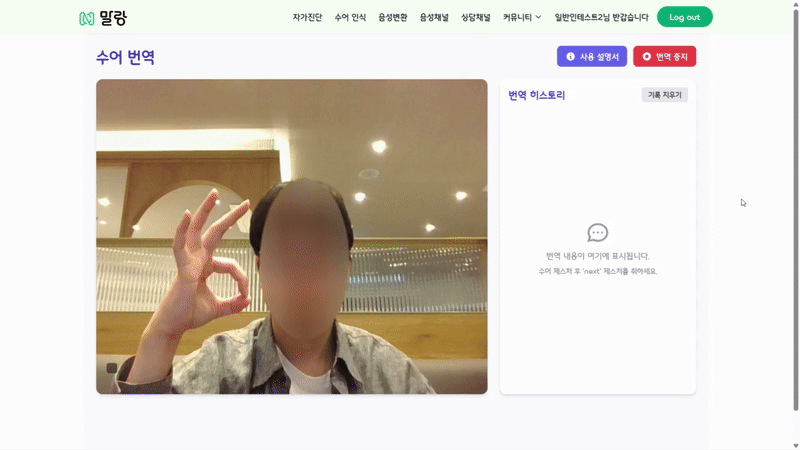 말랑
자가진단 수어 인식 음성변환 음성채널 상담채널 커뮤니티 일반인테스트2님 반갑습니다 Log out
수어 번역
사용 설명서 번역 중지
번역 히스토리 기록 지우기
번역 내용이 여기에 표시됩니다.
수어 제스처 후 'next' 제스처를 취하세요.